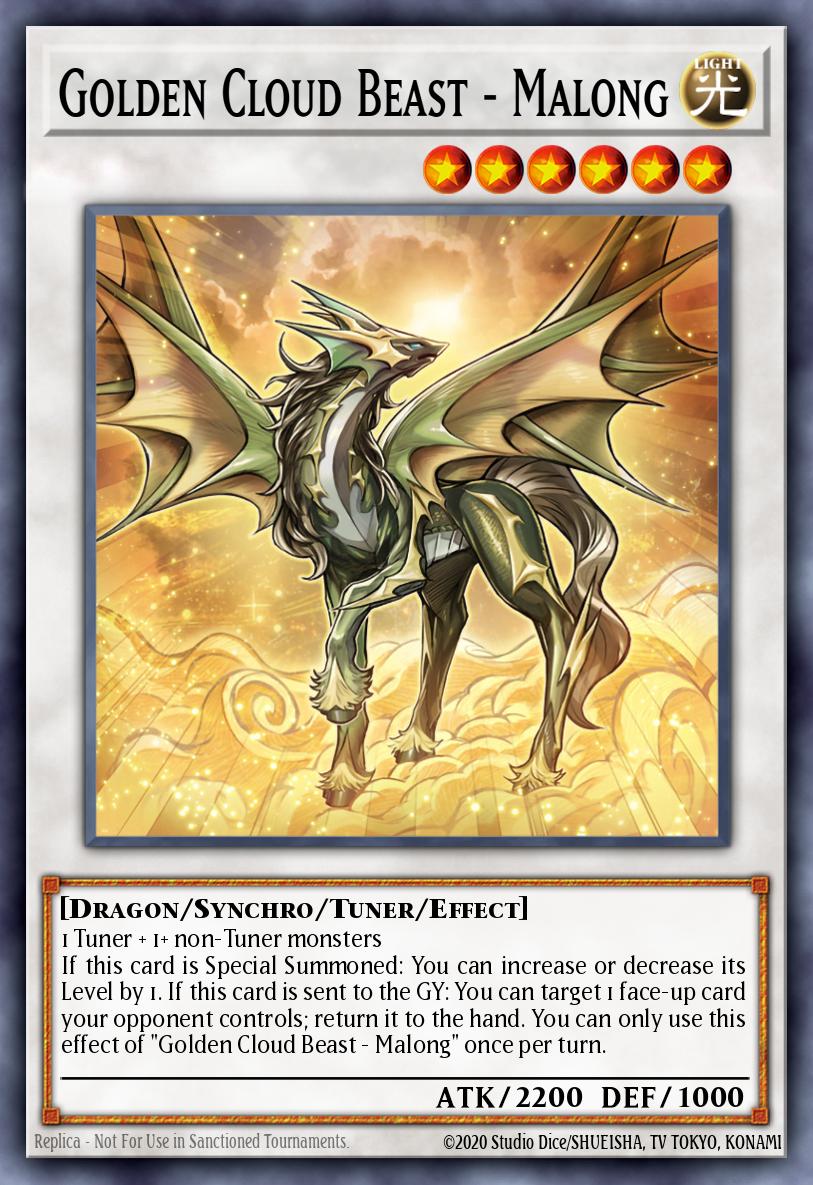 Golden Cloud Beast - Malong
LIGHT
光
[Dragon/Synchro/Tuner/Effect]
1 Tuner + 1+ non-Tuner monsters
If this card is Special Summoned: You can increase or decrease its
Level by 1. If this card is sent to the GY: You can target 1 face-up card
your opponent controls; return it to the hand. You can only use this
effect of "Golden Cloud Beast - Malong" once per turn.
ATK/2200 DEF/1000
Replica - Not For Use in Sanctioned Tournaments.
©2020 Studio Dice/SHUEISHA, TV TOKYO, KONAMI